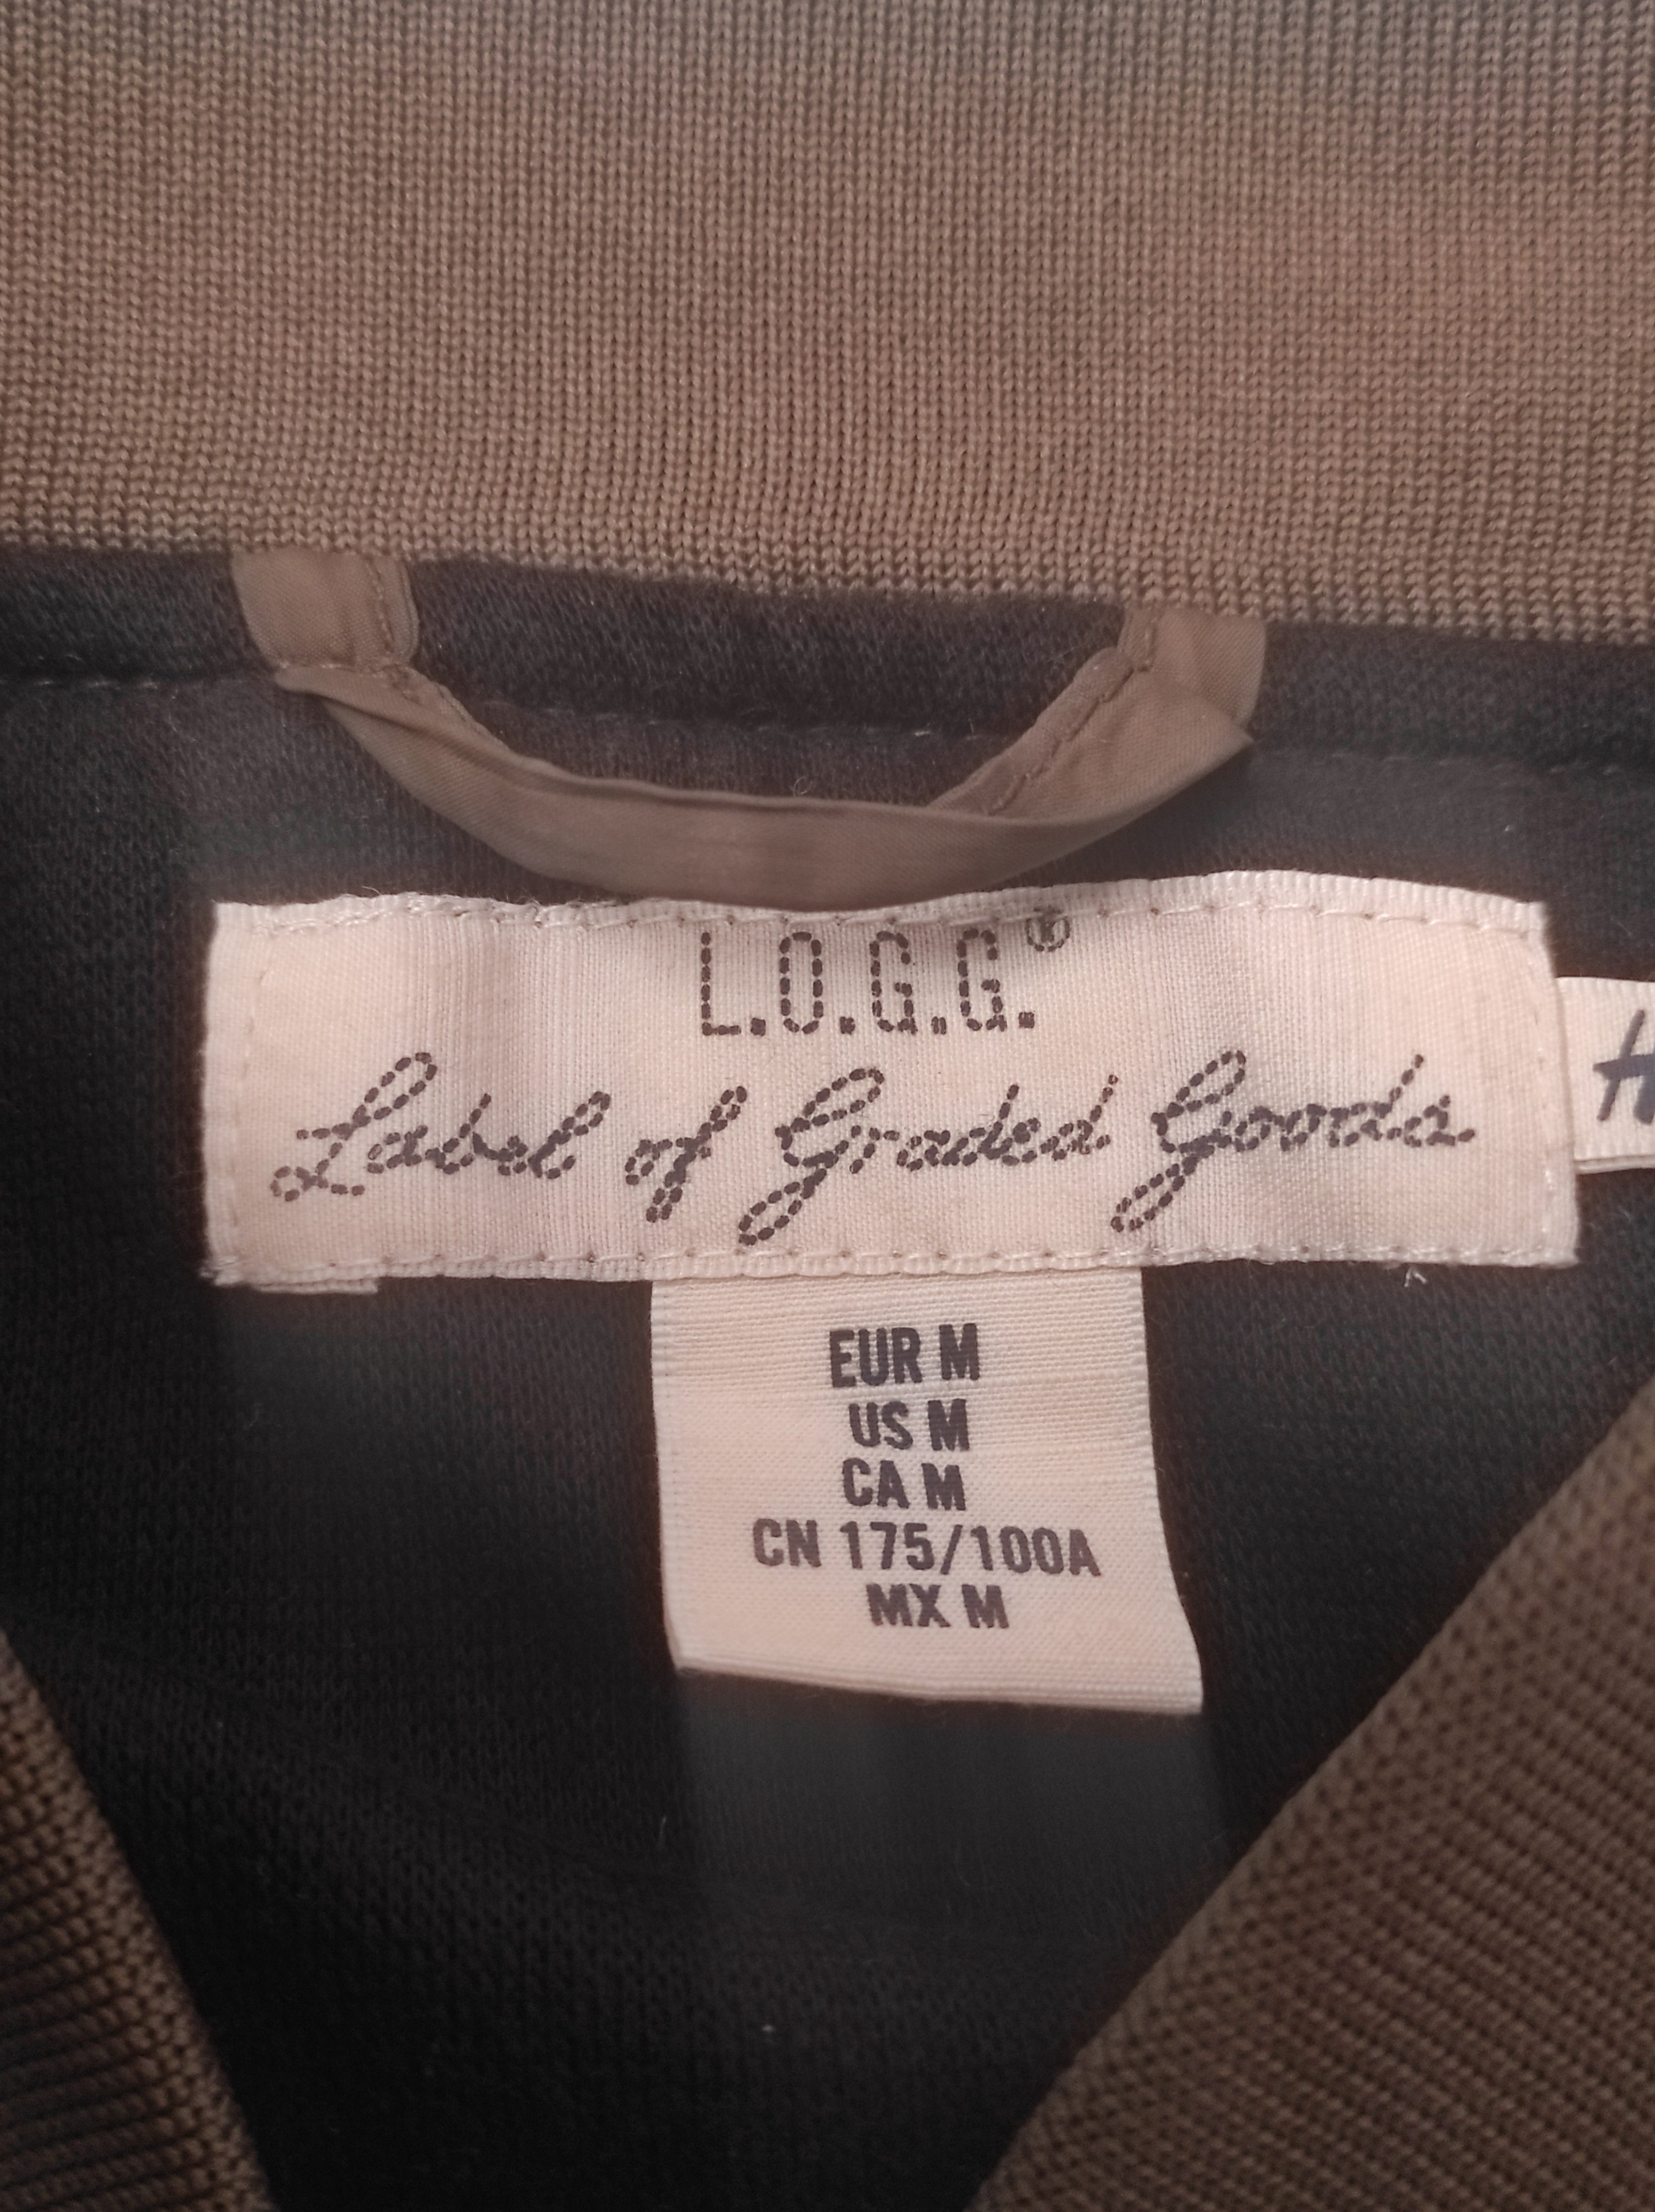 L.O.G.G.®
Label of Graded Goods
H
EUR M
US M
CA M
CN 175/100A
MX M